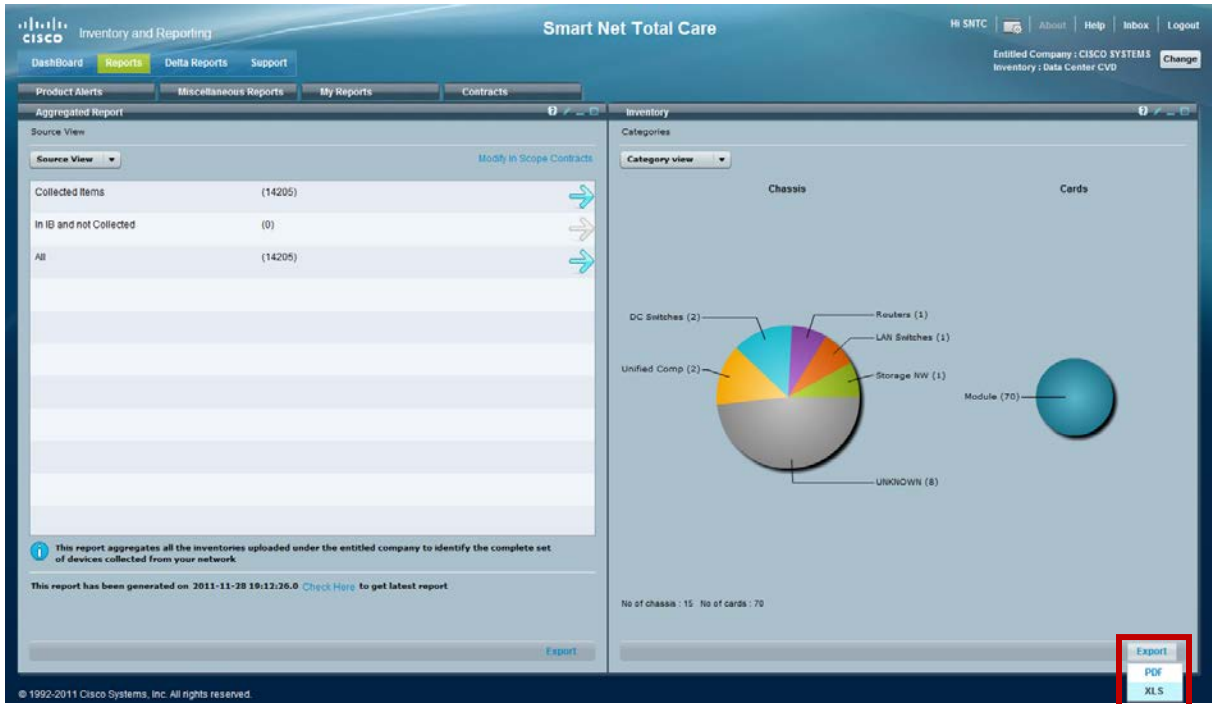 CISCO Inventory and Reporting
Smart Net Total Care
Hi SNTC About Help Inbox Logout
Entitled Company : CISCO SYSTEMS
Inventory : Data Center CVD
Change
DashBoard Reports Delta Reports Support
Product Alerts Miscellaneous Reports My Reports Contracts
Aggregated Report
Source View
Source View
Modify In Scope Contracts
Collected Items (14205)
In IB and not Collected (0)
All (14205)
This report aggregates all the inventories uploaded under the entitled company to identify the complete set
of devices collected from your network
This report has been generated on 2011-11-28 19:12:26.0 Check Here to get latest report
Export
Inventory
Categories
Category view
Chassis
Cards
DC Switches (2)
Routers (1)
LAN Switches (1)
Unified Comp (2)
Storage NW (1)
Module (70)
UNKNOWN (8)
No of chassis : 15 No of cards : 70
Export
PDF
XLS
© 1992-2011 Cisco Systems, Inc. All rights reserved.